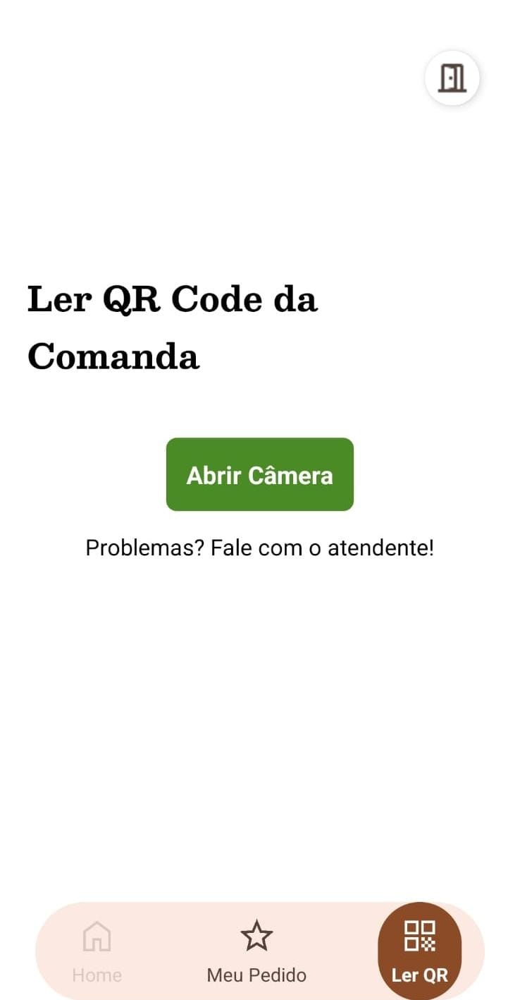 Ler QR Code da
Comanda
Abrir Câmera
Problemas? Fale com o atendente!
Home
Meu Pedido
Ler QR